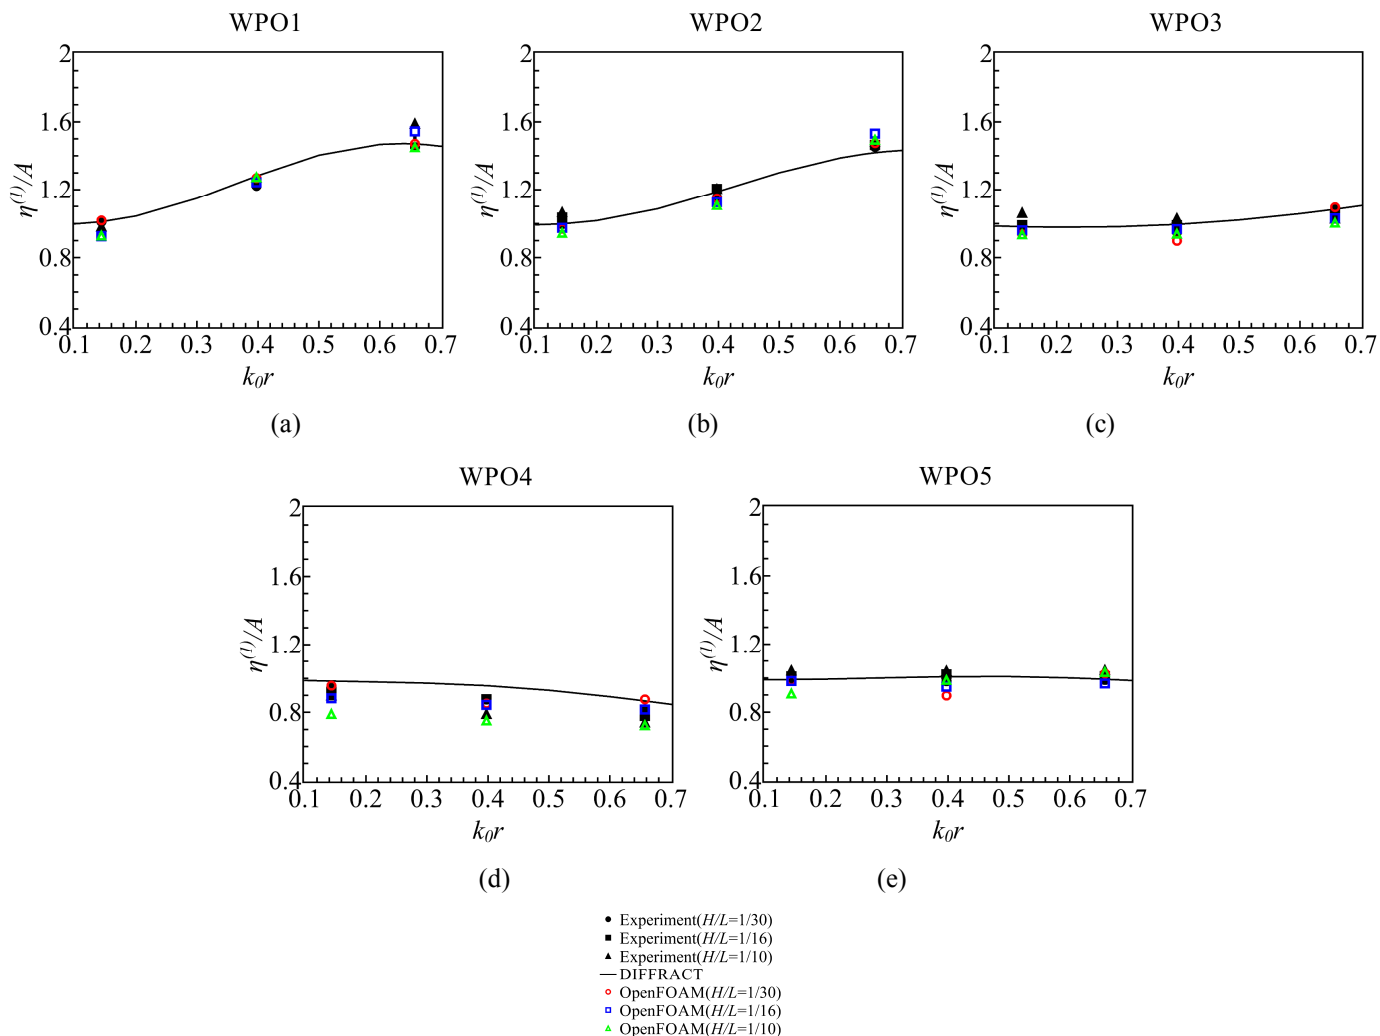 WPO1 WPO2 WPO3
2 2 2
1.6 1.6 1.6
1.2 1.2 1.2
0.8 0.8 0.8
0.4 0.4 0.4
η(1)/A η(1)/A η(1)/A
0.1 0.2 0.3 0.4 0.5 0.6 0.7 0.1 0.2 0.3 0.4 0.5 0.6 0.7 0.1 0.2 0.3 0.4 0.5 0.6 0.7
k0r k0r k0r
(a) (b) (c)
WPO4 WPO5
2 2
1.6 1.6
1.2 1.2
0.8 0.8
0.4 0.4
η(1)/A η(1)/A
0.1 0.2 0.3 0.4 0.5 0.6 0.7 0.1 0.2 0.3 0.4 0.5 0.6 0.7
k0r k0r
(d) (e)
Experiment(H/L=1/30)
Experiment(H/L=1/16)
Experiment(H/L=1/10)
DIFFRACT
OpenFOAM(H/L=1/30)
OpenFOAM(H/L=1/16)
OpenFOAM(H/L=1/10)